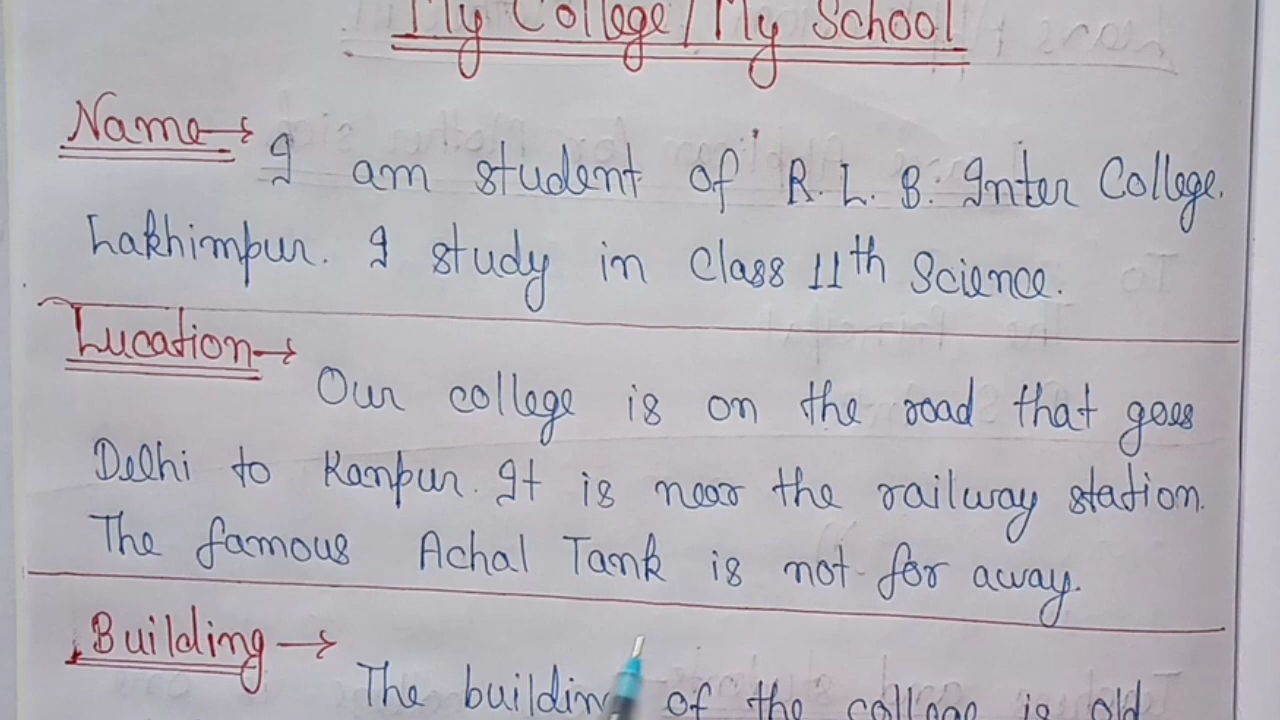 My College/My School
Name→ I am student of R. L. B. Inter College.
Lakhimpur. I study in Class 11th Science.
Lucation→ Our college is on the road that goes
Delhi to Kanpur. It is near the railway station.
The famous Achal Tank is not for away.
Building→ The building of the college is old